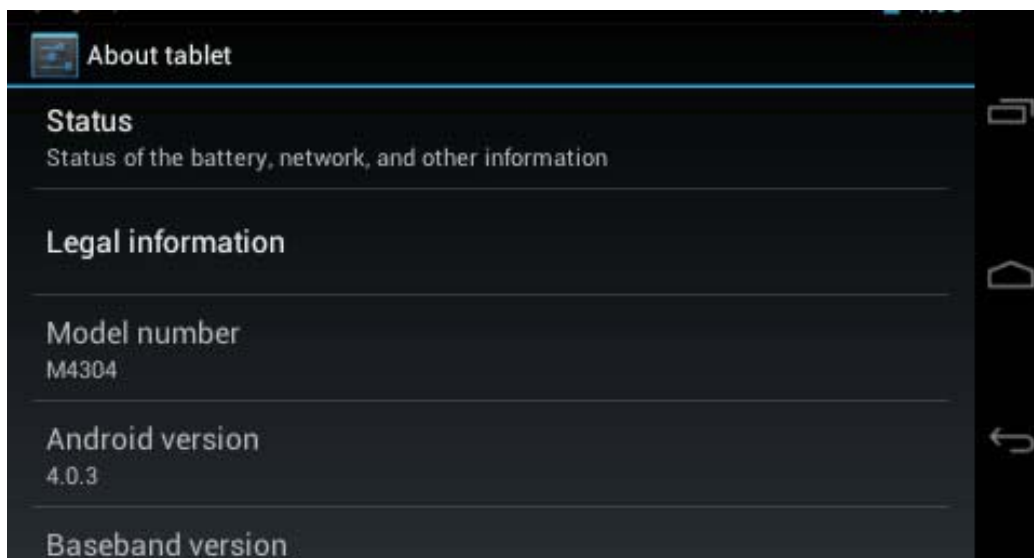 About tablet
Status
Status of the battery, network, and other information
Legal information
Model number
M4304
Android version
4.0.3
Baseband version